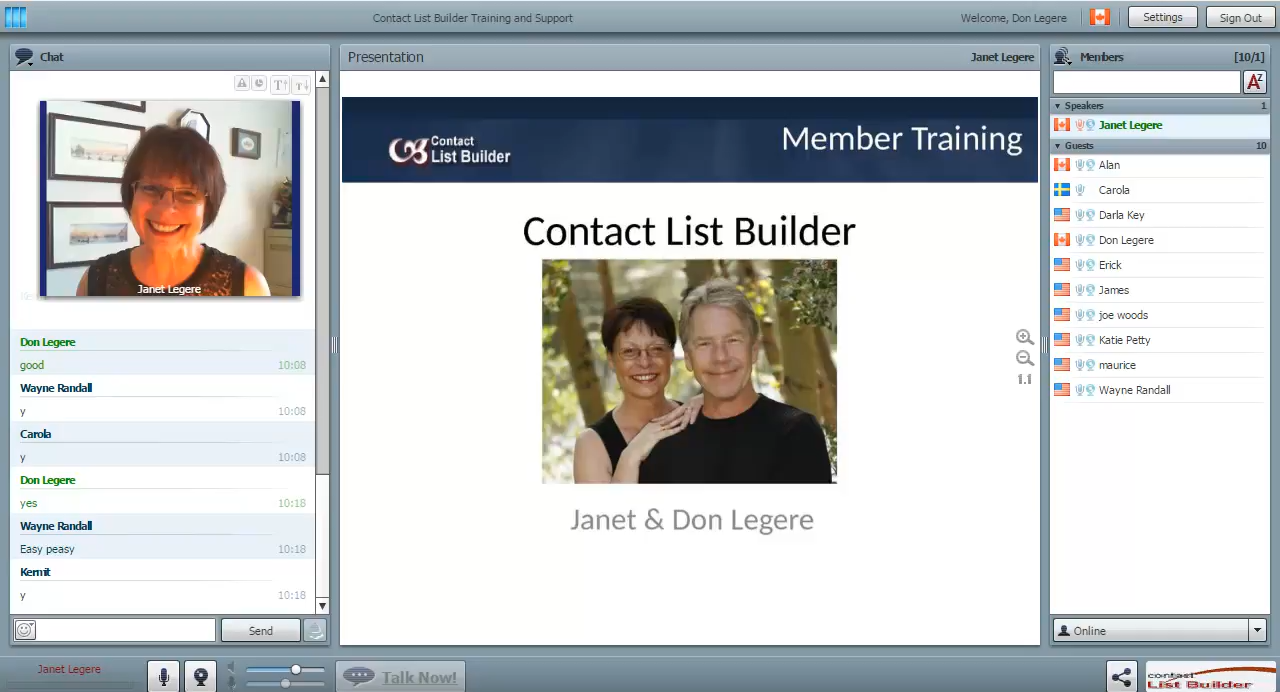 Contact List Builder Training and Support
Welcome, Don Legere
Settings
Sign Out
Chat
Janet Legere
Don Legere
good 10:08
Wayne Randall
y 10:08
Carola
y 10:08
Don Legere
yes 10:18
Wayne Randall
Easy peasy 10:18
Kermit
y 10:18
Send
Presentation
Janet Legere
Contact
List Builder
Member Training
Contact List Builder
Janet & Don Legere
1:1
Members [10/1]
Speakers 1
Janet Legere
Guests 10
Alan
Carola
Darla Key
Don Legere
Erick
James
joe woods
Katie Petty
maurice
Wayne Randall
Online
Janet Legere
Talk Now!
contact
List Builder